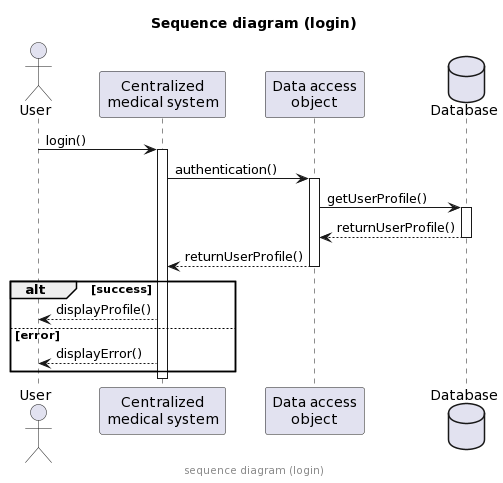 Sequence diagram (login)
User
Centralized
medical system
Data access
object
Database
login()
authentication()
getUserProfile()
returnUserProfile()
returnUserProfile()
alt [success]
displayProfile()
[error]
displayError()
User
Centralized
medical system
Data access
object
Database
sequence diagram (login)